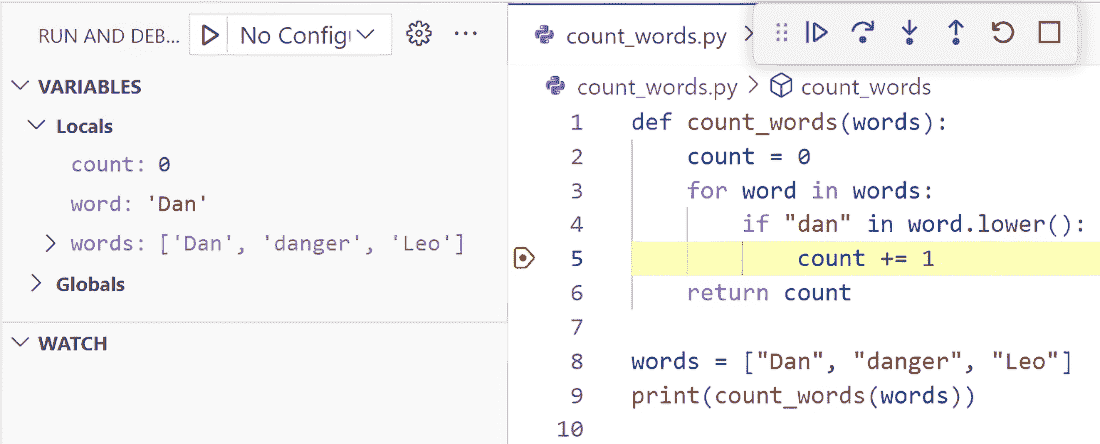 RUN AND DEB... No Config
VARIABLES
Locals
count: 0
word: 'Dan'
words: ['Dan', 'danger', 'Leo']
Globals
WATCH
count_words.py
count_words.py > count_words
1 def count_words(words):
2     count = 0
3     for word in words:
4         if "dan" in word.lower():
5             count += 1
6     return count
7
8 words = ["Dan", "danger", "Leo"]
9 print(count_words(words))
10